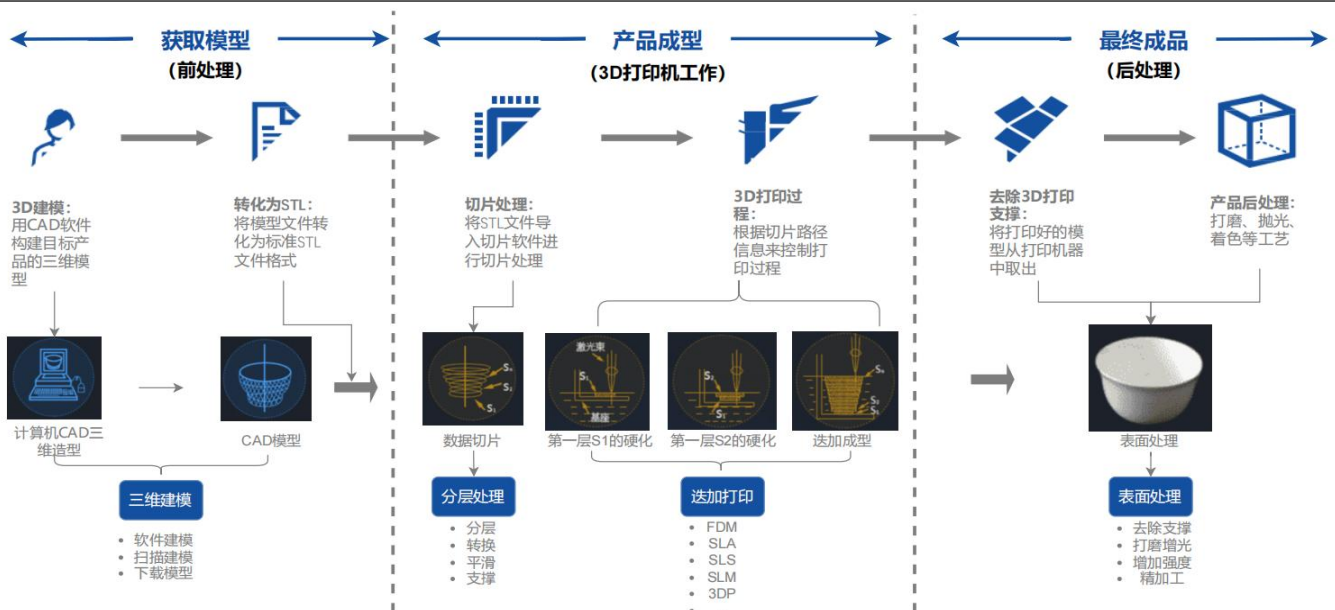 获取模型
(前处理)
产品成型
(3D打印机工作)
最终成品
(后处理)
3D建模：
用CAD软件
构建目标产
品的三维模
型
转化为STL：
将模型文件转
化为标准STL
文件格式
切片处理：
将STL文件导
入切片软件进
行切片处理
3D打印过
程：
根据切片路径
信息来控制打
印过程
去除3D打印
支撑：
将打印好的模
型从打印机器
中取出
产品后处理：
打磨、抛光、
着色等工艺
计算机CAD三
维造型
CAD模型
Sₙ
S₂
S₁
数据切片
激光束
S₁
基座
第一层S1的硬化
S₂
S₁
第一层S2的硬化
Sₙ
S₂
S₁
迭加成型
表面处理
三维建模
• 软件建模
• 扫描建模
• 下载模型
分层处理
• 分层
• 转换
• 平滑
• 支撑
迭加打印
• FDM
• SLA
• SLS
• SLM
• 3DP
表面处理
• 去除支撑
• 打磨增光
• 增加强度
• 精加工